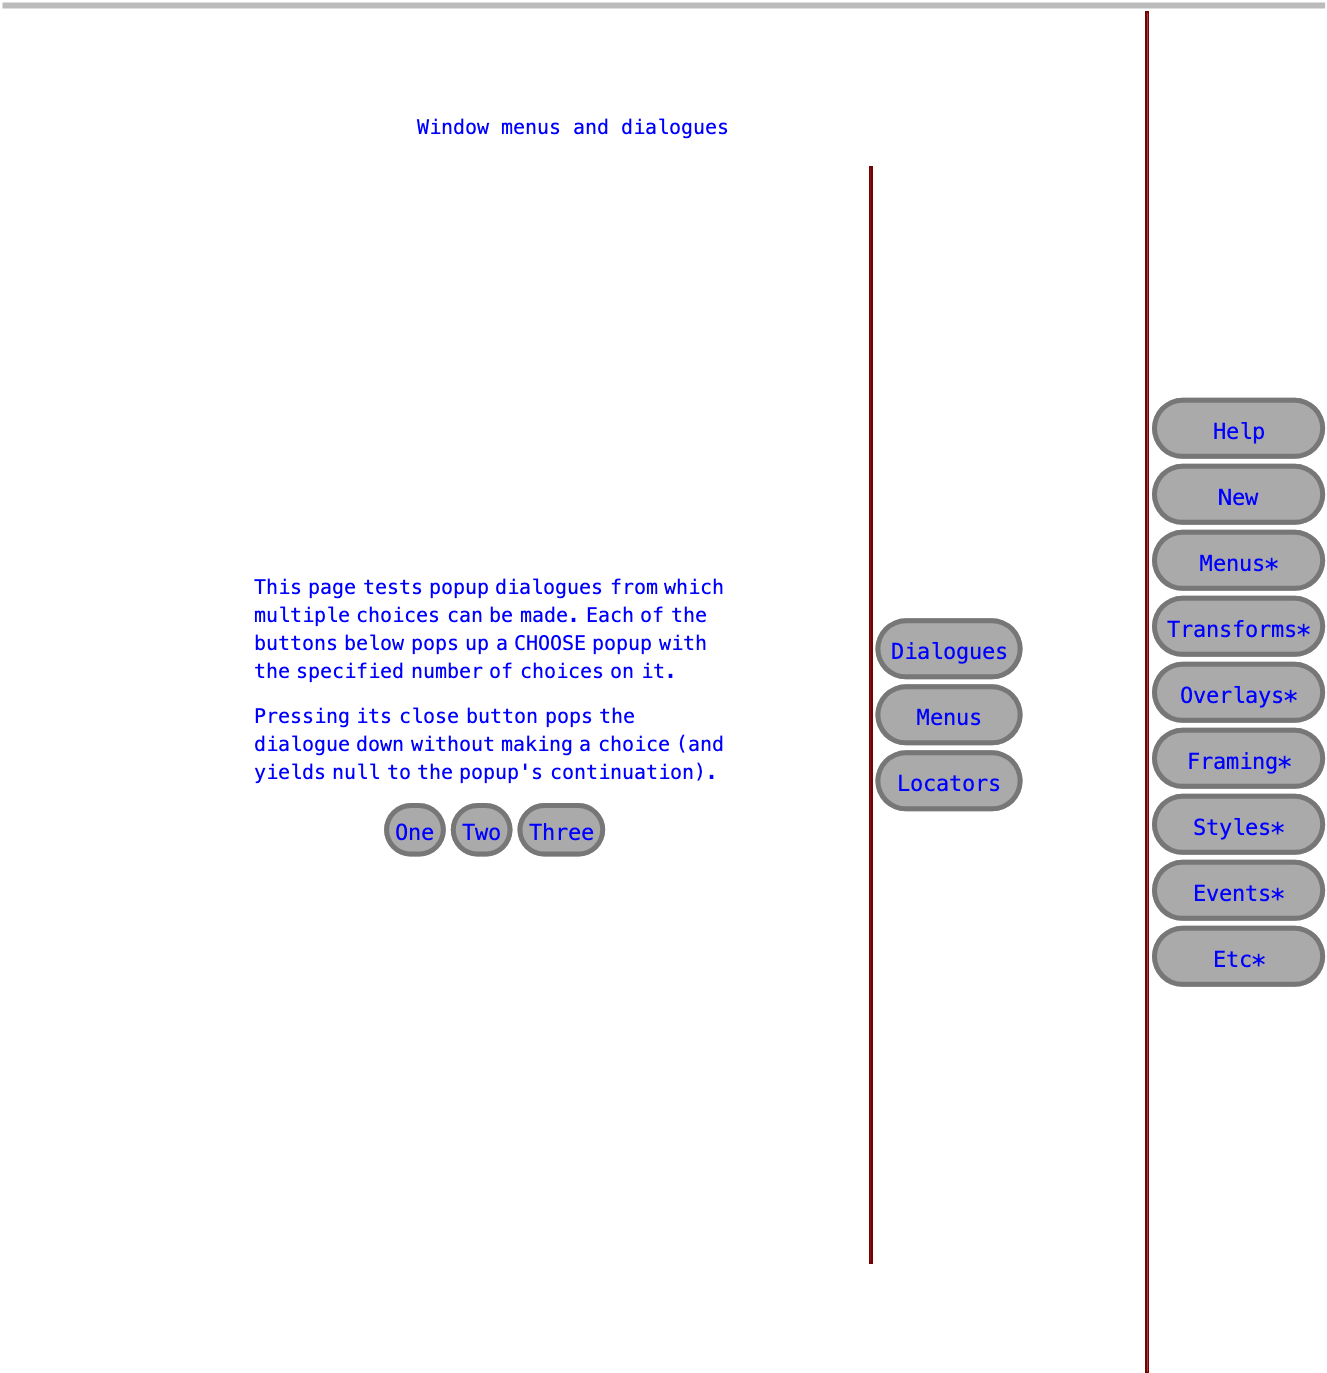 Window menus and dialogues
This page tests popup dialogues from which
multiple choices can be made. Each of the
buttons below pops up a CHOOSE popup with
the specified number of choices on it.
Pressing its close button pops the
dialogue down without making a choice (and
yields null to the popup's continuation).
One Two Three
Dialogues
Menus
Locators
Help
New
Menus*
Transforms*
Overlays*
Framing*
Styles*
Events*
Etc*